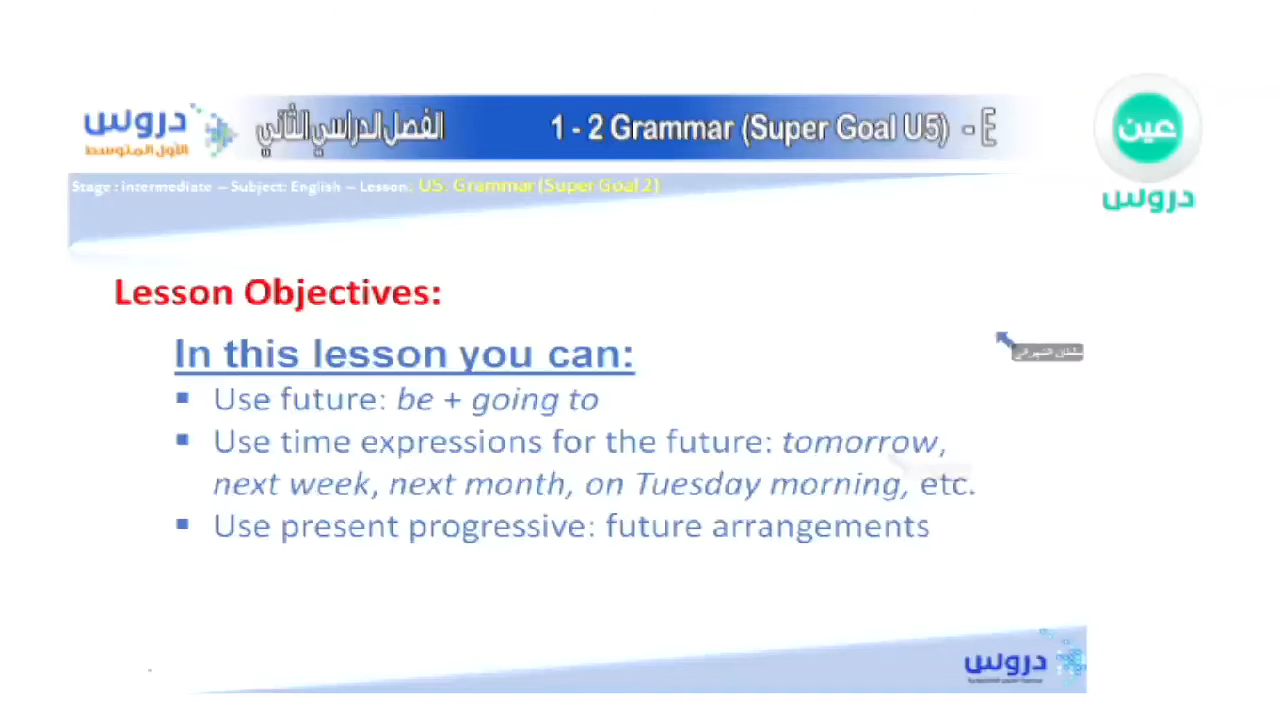 دروس
الأول المتوسط
الفصل الدراسي الثاني
1 - 2 Grammar (Super Goal U5) - E
عين
دروس
Stage : intermediate – Subject: English – Lesson: U5. Grammar (Super Goal 2)
Lesson Objectives:
In this lesson you can:
▪ Use future: be + going to
▪ Use time expressions for the future: tomorrow,
next week, next month, on Tuesday morning, etc.
▪ Use present progressive: future arrangements
دروس